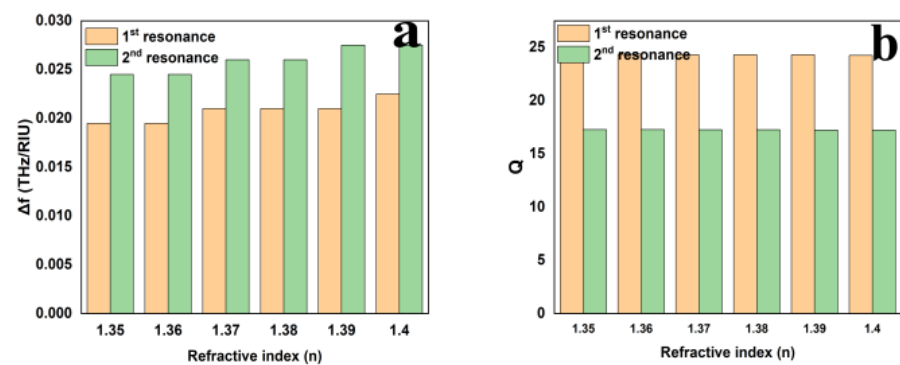 a
1st resonance
2nd resonance
0.030
0.025
0.020
0.015
0.010
0.005
0.000
Δf (THz/RIU)
1.35 1.36 1.37 1.38 1.39 1.4
Refractive index (n)
b
1st resonance
2nd resonance
25
20
15
10
5
0
Q
1.35 1.36 1.37 1.38 1.39 1.4
Refractive index (n)